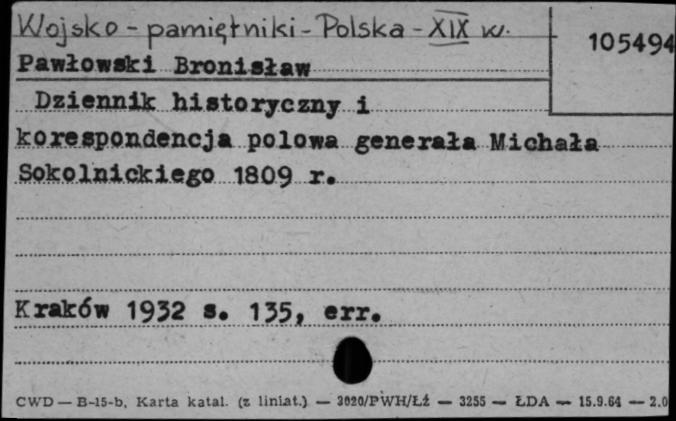 Wojsko - pamiętniki - Polska - XIX w.
105494
Pawłowski Bronisław
Dziennik historyczny i
korespondencja polowa generała Michała
Sokolnickiego 1809 r.
Kraków 1932 s. 135, err.
CWD — B-15-b, Karta katal. (z liniat.) — 3020/PWH/Łź — 3255 — ŁDA — 15.9.64 — 2.0